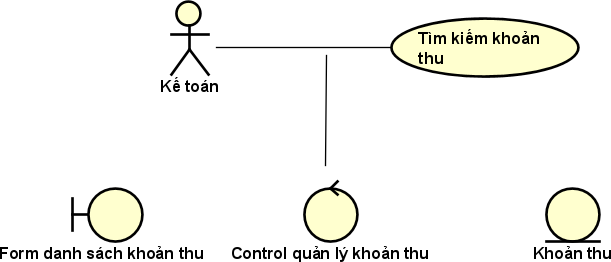 Tìm kiếm khoản
thu
Kế toán
Form danh sách khoản thu
Control quản lý khoản thu
Khoản thu